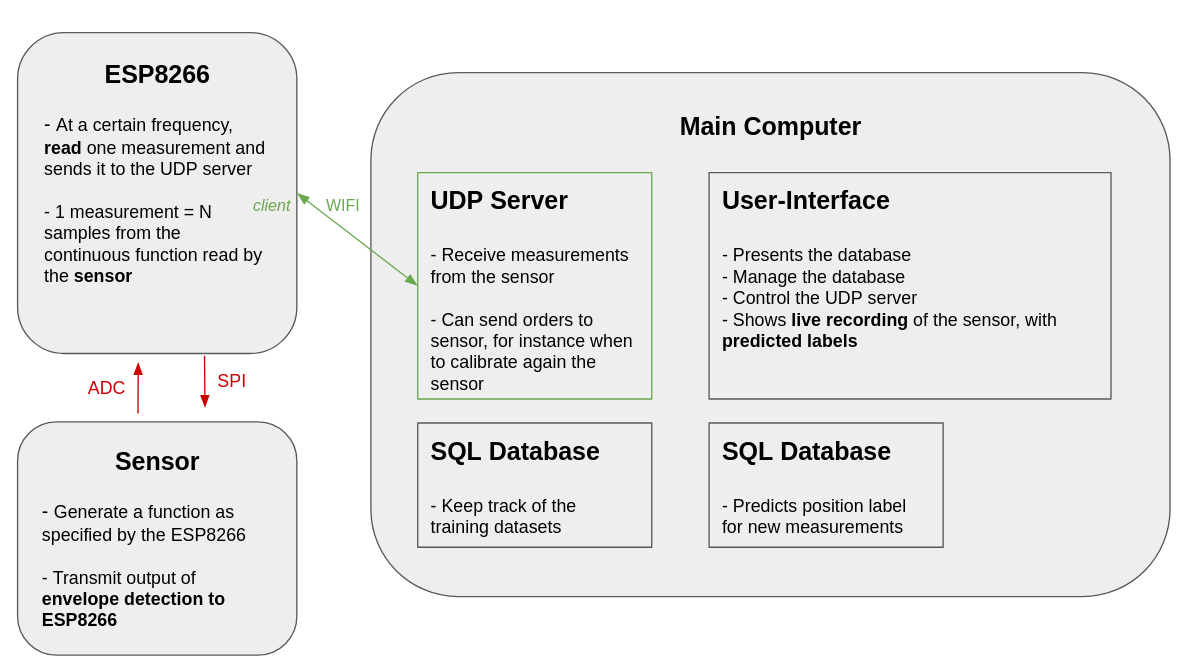 ESP8266
- At a certain frequency,
read one measurement and
sends it to the UDP server
- 1 measurement = N
samples from the
continuous function read by
the sensor
client
WIFI
ADC
SPI
Sensor
- Generate a function as
specified by the ESP8266
- Transmit output of
envelope detection to
ESP8266
Main Computer
UDP Server
- Receive measurements
from the sensor
- Can send orders to
sensor, for instance when
to calibrate again the
sensor
User-Interface
- Presents the database
- Manage the database
- Control the UDP server
- Shows live recording of the sensor, with
predicted labels
SQL Database
- Keep track of the
training datasets
SQL Database
- Predicts position label
for new measurements